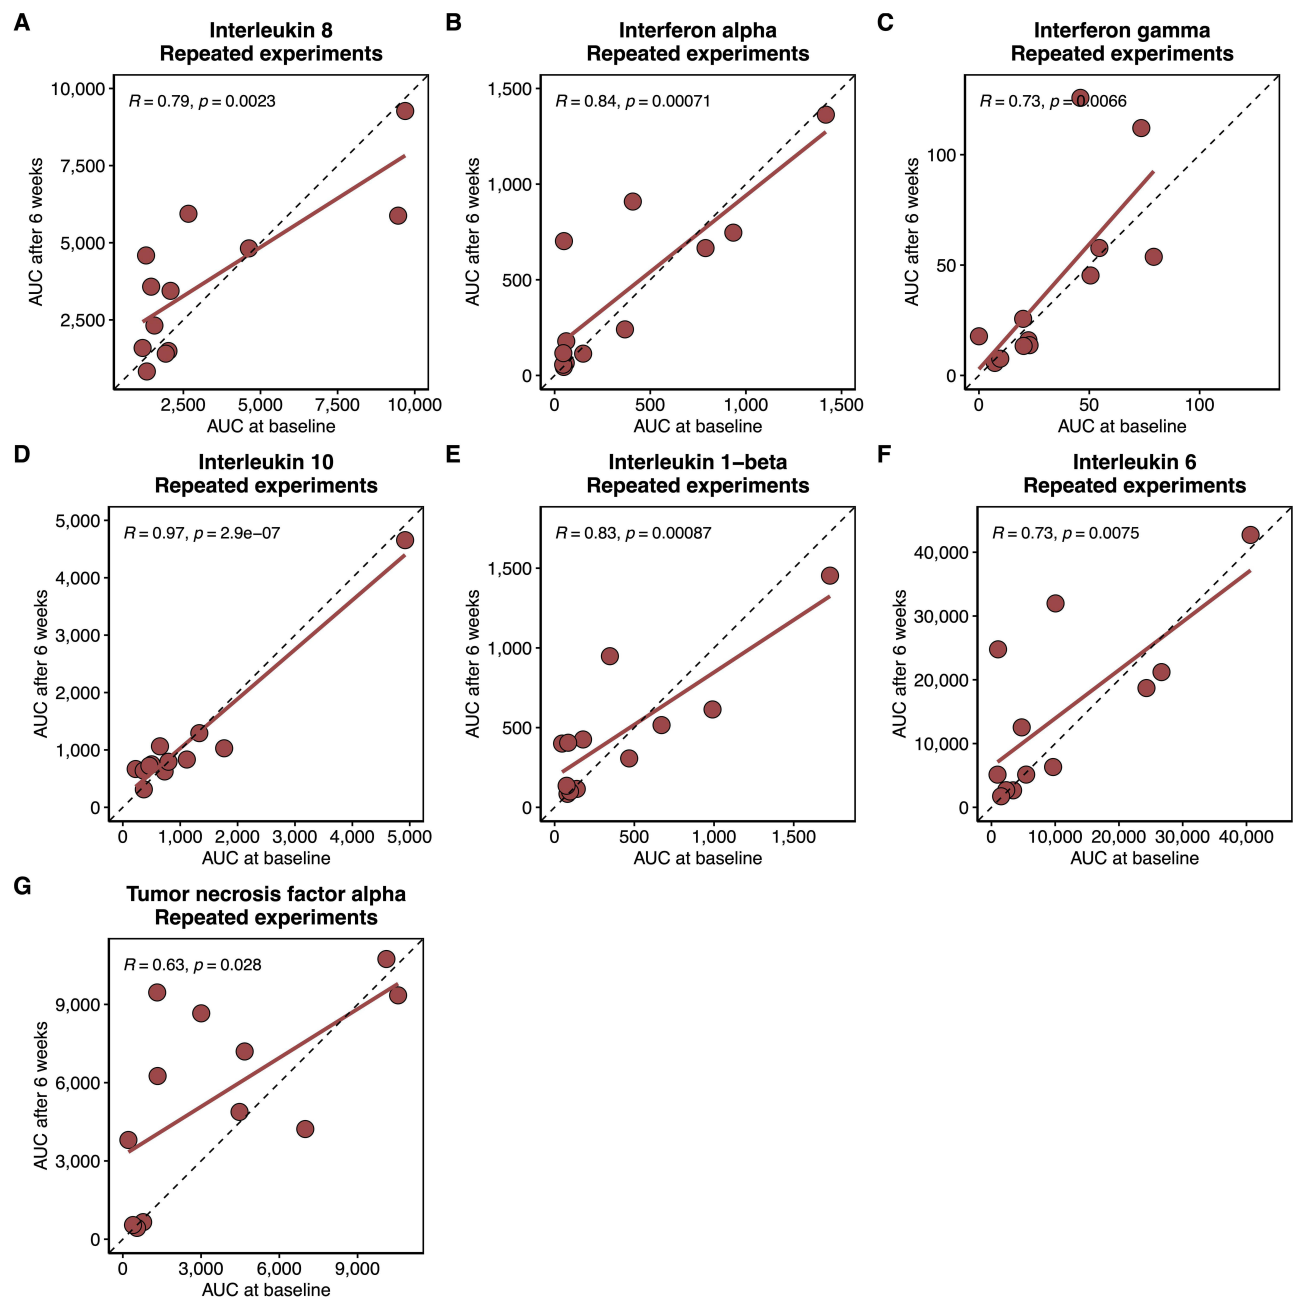 A
Interleukin 8
Repeated experiments
R = 0.79, p = 0.0023
AUC after 6 weeks
10,000
7,500
5,000
2,500
2,500 5,000 7,500 10,000
AUC at baseline
B
Interferon alpha
Repeated experiments
R = 0.84, p = 0.00071
AUC after 6 weeks
1,500
1,000
500
0
0 500 1,000 1,500
AUC at baseline
C
Interferon gamma
Repeated experiments
R = 0.73, p = 0.0066
AUC after 6 weeks
100
50
0
0 50 100
AUC at baseline
D
Interleukin 10
Repeated experiments
R = 0.97, p = 2.9e−07
AUC after 6 weeks
5,000
4,000
3,000
2,000
1,000
0
0 1,000 2,000 3,000 4,000 5,000
AUC at baseline
E
Interleukin 1−beta
Repeated experiments
R = 0.83, p = 0.00087
AUC after 6 weeks
1,500
1,000
500
0
0 500 1,000 1,500
AUC at baseline
F
Interleukin 6
Repeated experiments
R = 0.73, p = 0.0075
AUC after 6 weeks
40,000
30,000
20,000
10,000
0
0 10,000 20,000 30,000 40,000
AUC at baseline
G
Tumor necrosis factor alpha
Repeated experiments
R = 0.63, p = 0.028
AUC after 6 weeks
9,000
6,000
3,000
0
0 3,000 6,000 9,000
AUC at baseline